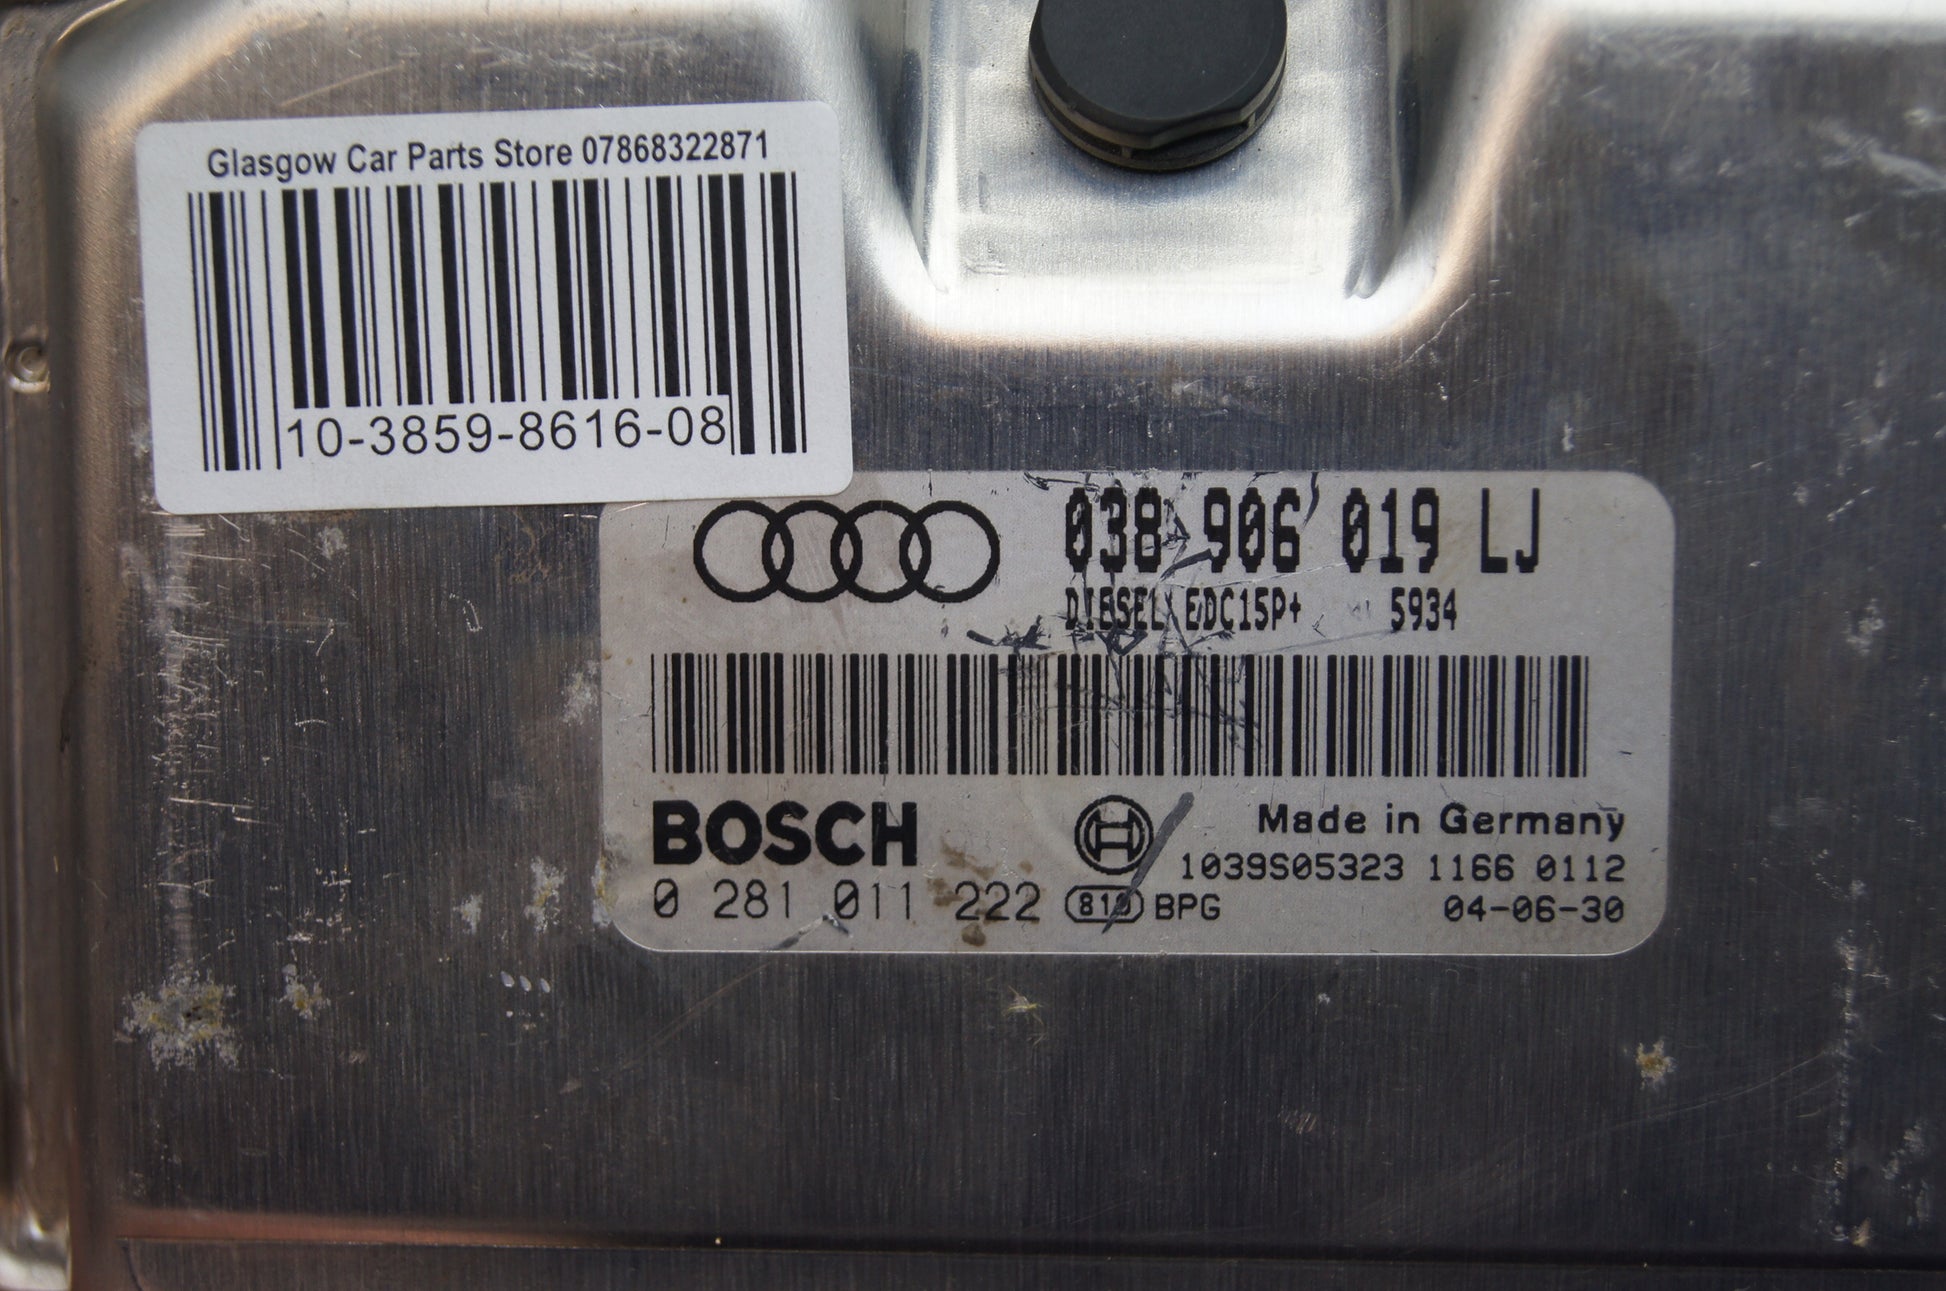 Glasgow Car Parts Store 07868322871
10-3859-8616-08
038 906 019 LJ
DIESEL EDC15P+ 5934
BOSCH
Made in Germany
1039S05323 1166 0112
0 281 011 222 810 BPG
04-06-30